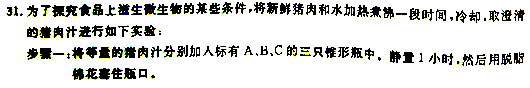 31.为了探究食品上滋生微生物的某些条件,将新鲜猪肉和水加热煮沸一段时间,冷却,取澄清
的猪肉汁进行如下实验:
步骤一:将等量的猪肉汁分别加入标有A、B、C的三只锥形瓶中。静置1小时,然后用脱脂
棉花塞住瓶口。